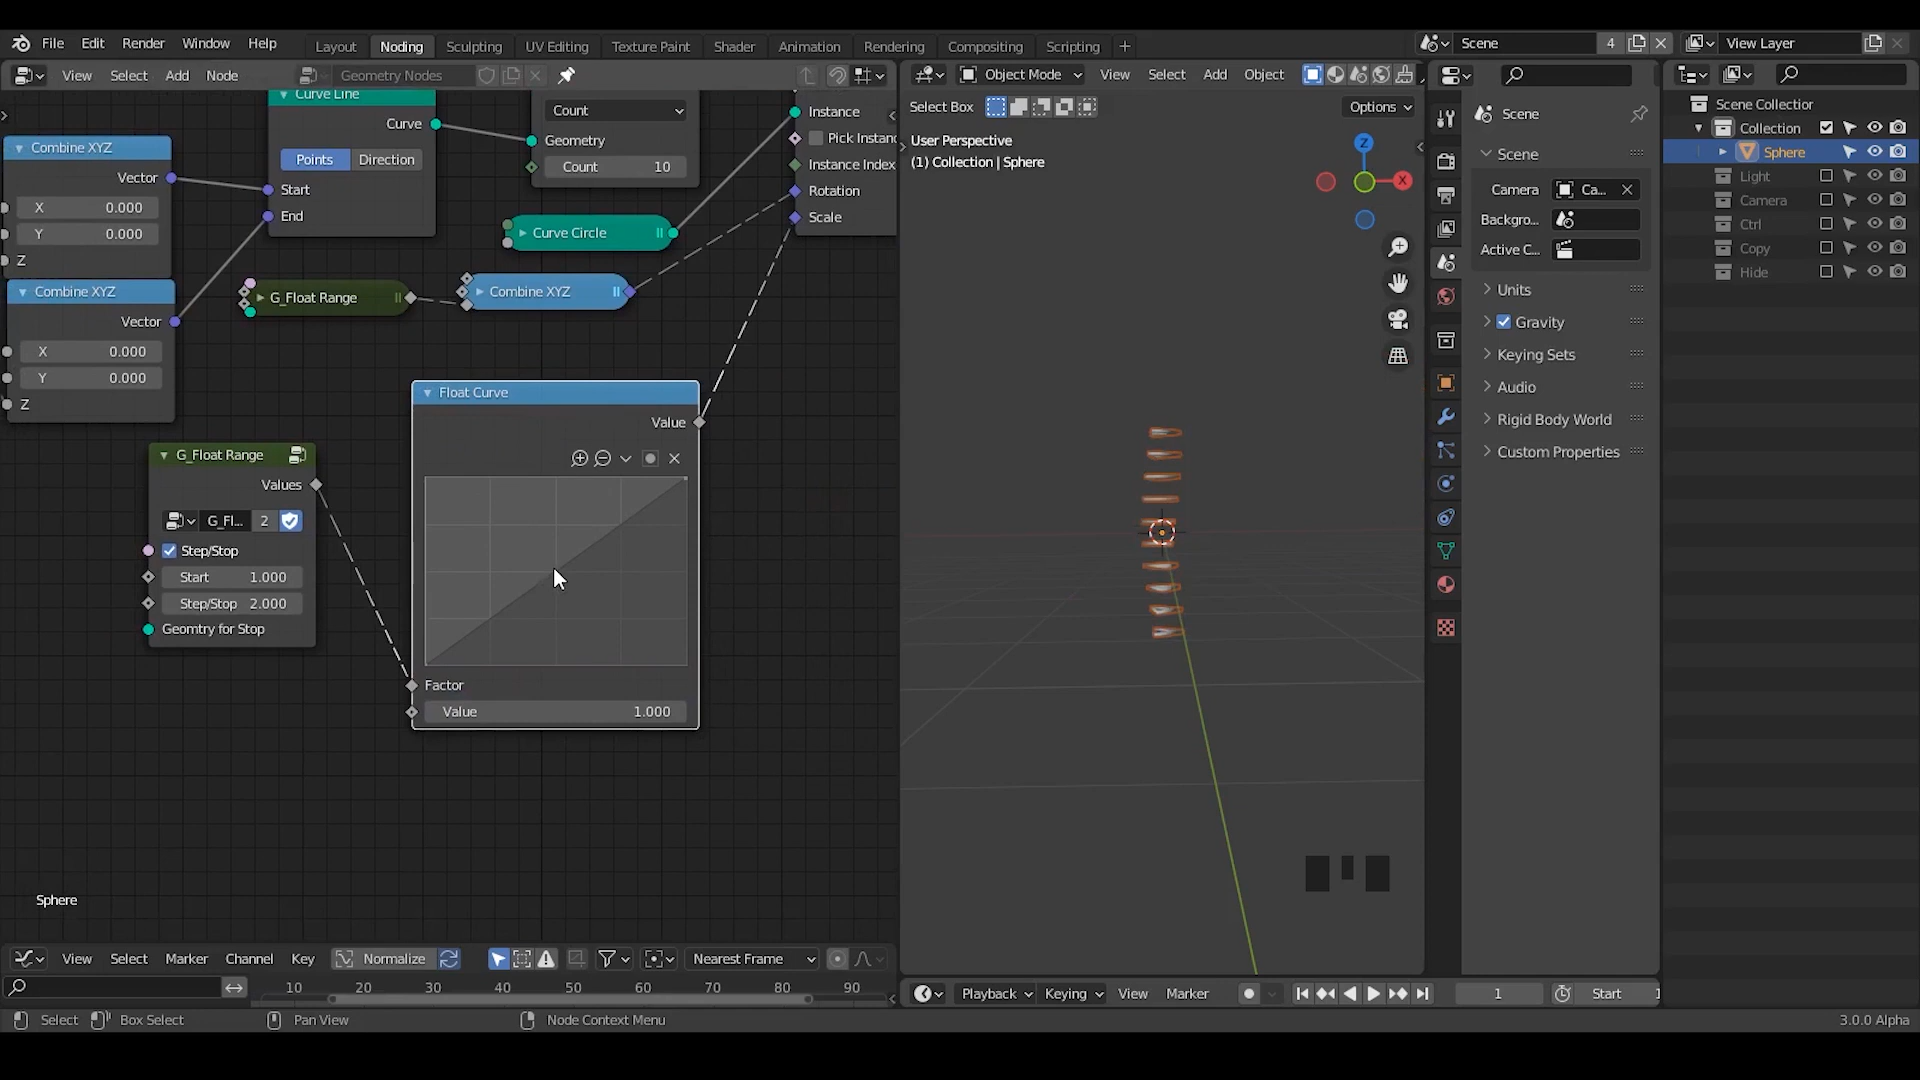 File Edit Render Window Help
Layout Noding Sculpting UV Editing Texture Paint Shader Animation Rendering Compositing Scripting
Scene 4 View Layer
View Select Add Node Geometry Nodes
Object Mode View Select Add Object
Select Box Options
User Perspective
(1) Collection | Sphere
Curve Line
Curve
Points Direction
Start
End
Combine XYZ
Vector
X 0.000
Y 0.000
Z
Combine XYZ
Vector
X 0.000
Y 0.000
Z
Count
Geometry
Count 10
Curve Circle
Instance
Pick Instanc
Instance Index
Rotation
Scale
G_Float Range
Combine XYZ
Float Curve
Value
Factor
Value 1.000
G_Float Range
Values
G_Fl... 2
Step/Stop
Start 1.000
Step/Stop 2.000
Geomtry for Stop
Sphere
X
Z
Scene
Scene
Camera Ca...
Backgro...
Active C...
Units
Gravity
Keying Sets
Audio
Rigid Body World
Custom Properties
Scene Collectior
Collection
Sphere
Light
Camera
Ctrl
Copy
Hide
View Select Marker Channel Key Normalize Nearest Frame
10 20 30 40 50 60 70 80 90
Playback Keying View Marker 1 Start 1
Select Box Select Pan View Node Context Menu 3.0.0 Alpha